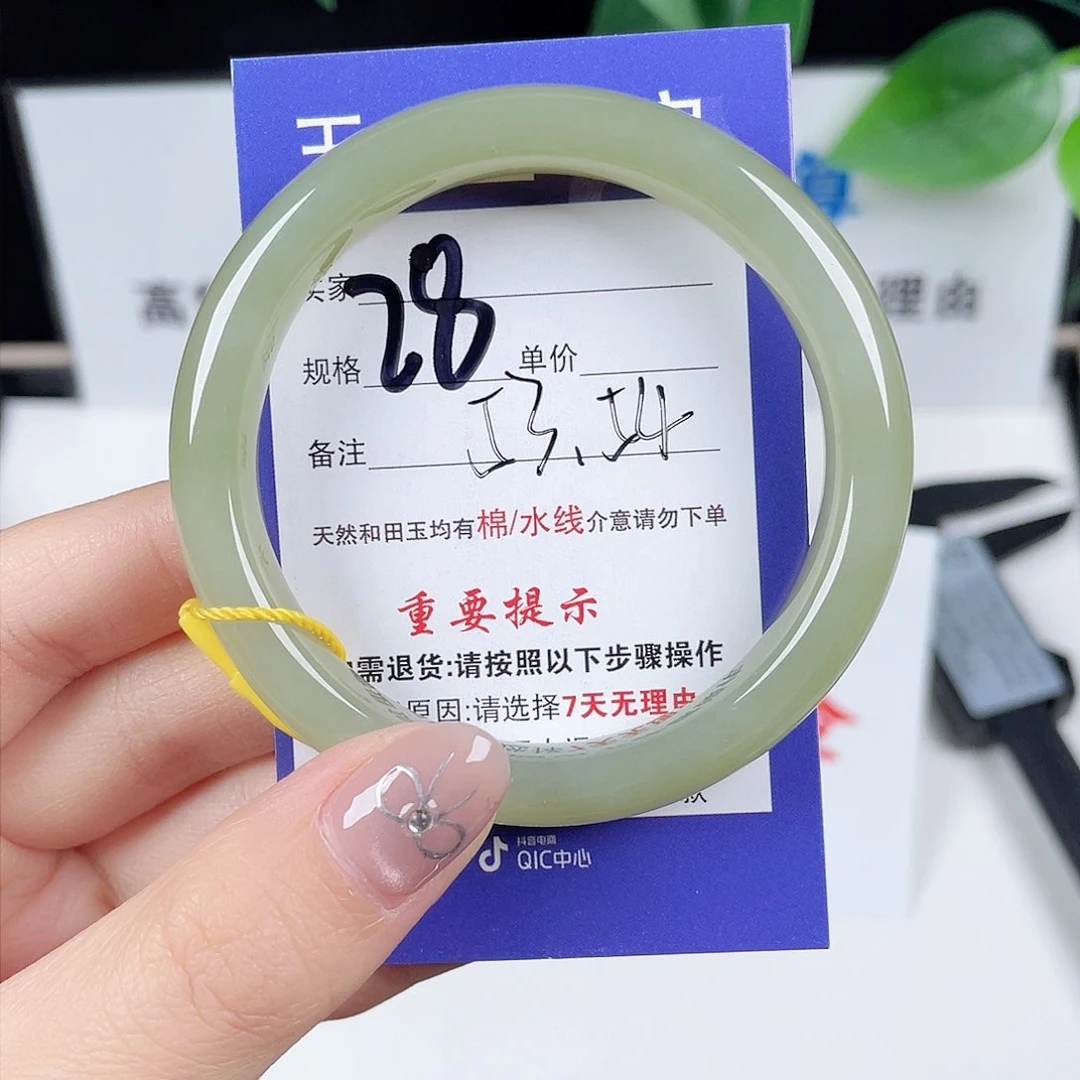 算
高
理由
28
规格 单价
53.54
备注
天然和田玉均有棉/水线介意请勿下单
重要提示
需退货:请按照以下步骤操作
原因:请选择7天无理由
抖音电商
QIC中心